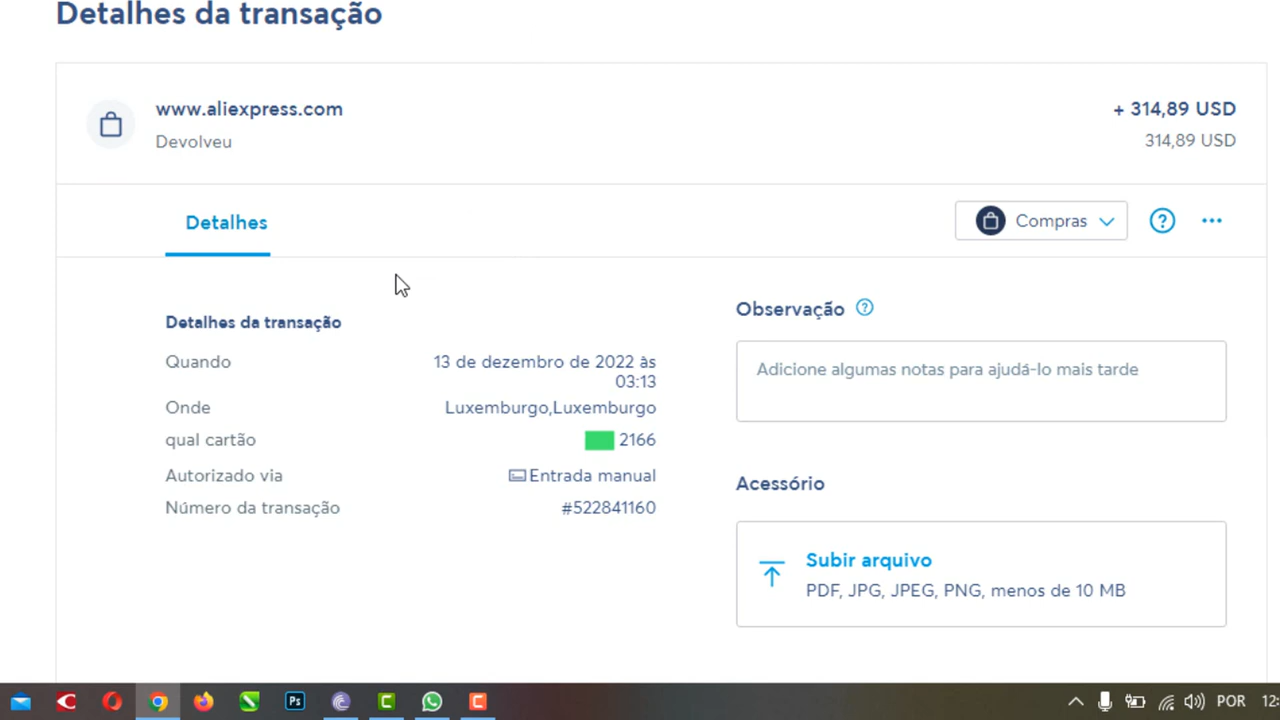 Detalhes da transação
www.aliexpress.com
+ 314,89 USD
Devolveu
314,89 USD
Detalhes
Compras
?
...
Detalhes da transação
Quando
13 de dezembro de 2022 às
03:13
Onde
Luxemburgo,Luxemburgo
qual cartão
2166
Autorizado via
Entrada manual
Número da transação
#522841160
Observação ?
Adicione algumas notas para ajudá-lo mais tarde
Acessório
Subir arquivo
PDF, JPG, JPEG, PNG, menos de 10 MB
Ps
POR
12: